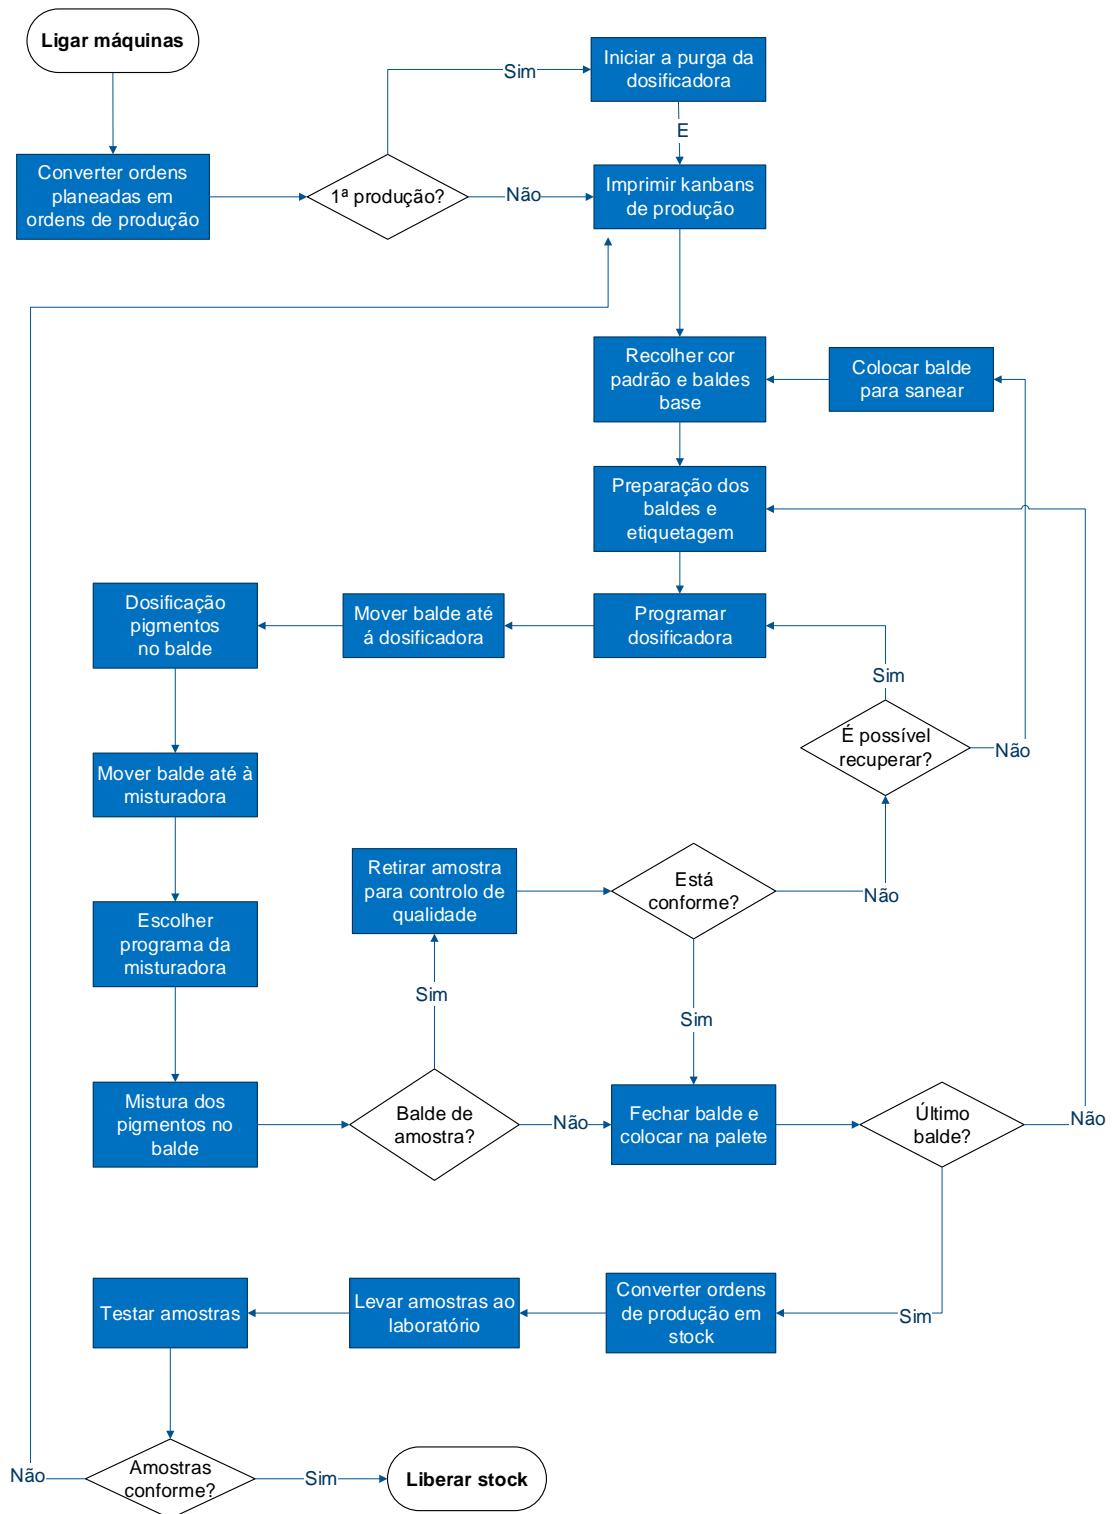 Ligar máquinas
Sim
Iniciar a purga da
dosificadora
E
Converter ordens
planeadas em
ordens de produção
1ª produção?
Não
Imprimir kanbans
de produção
Recolher cor
padrão e baldes
base
Colocar balde
para sanear
Preparação dos
baldes e
etiquetagem
Dosificação
pigmentos
no balde
Mover balde até
á dosificadora
Programar
dosificadora
Sim
É possível
recuperar?
Não
Mover balde até à
misturadora
Retirar amostra
para controlo de
qualidade
Está
conforme?
Não
Escolher
programa da
misturadora
Sim
Sim
Mistura dos
pigmentos no
balde
Balde de
amostra?
Não
Fechar balde e
colocar na palete
Último
balde?
Não
Testar amostras
Levar amostras ao
laboratório
Converter ordens
de produção em
stock
Sim
Não
Amostras
conforme?
Sim
Liberar stock